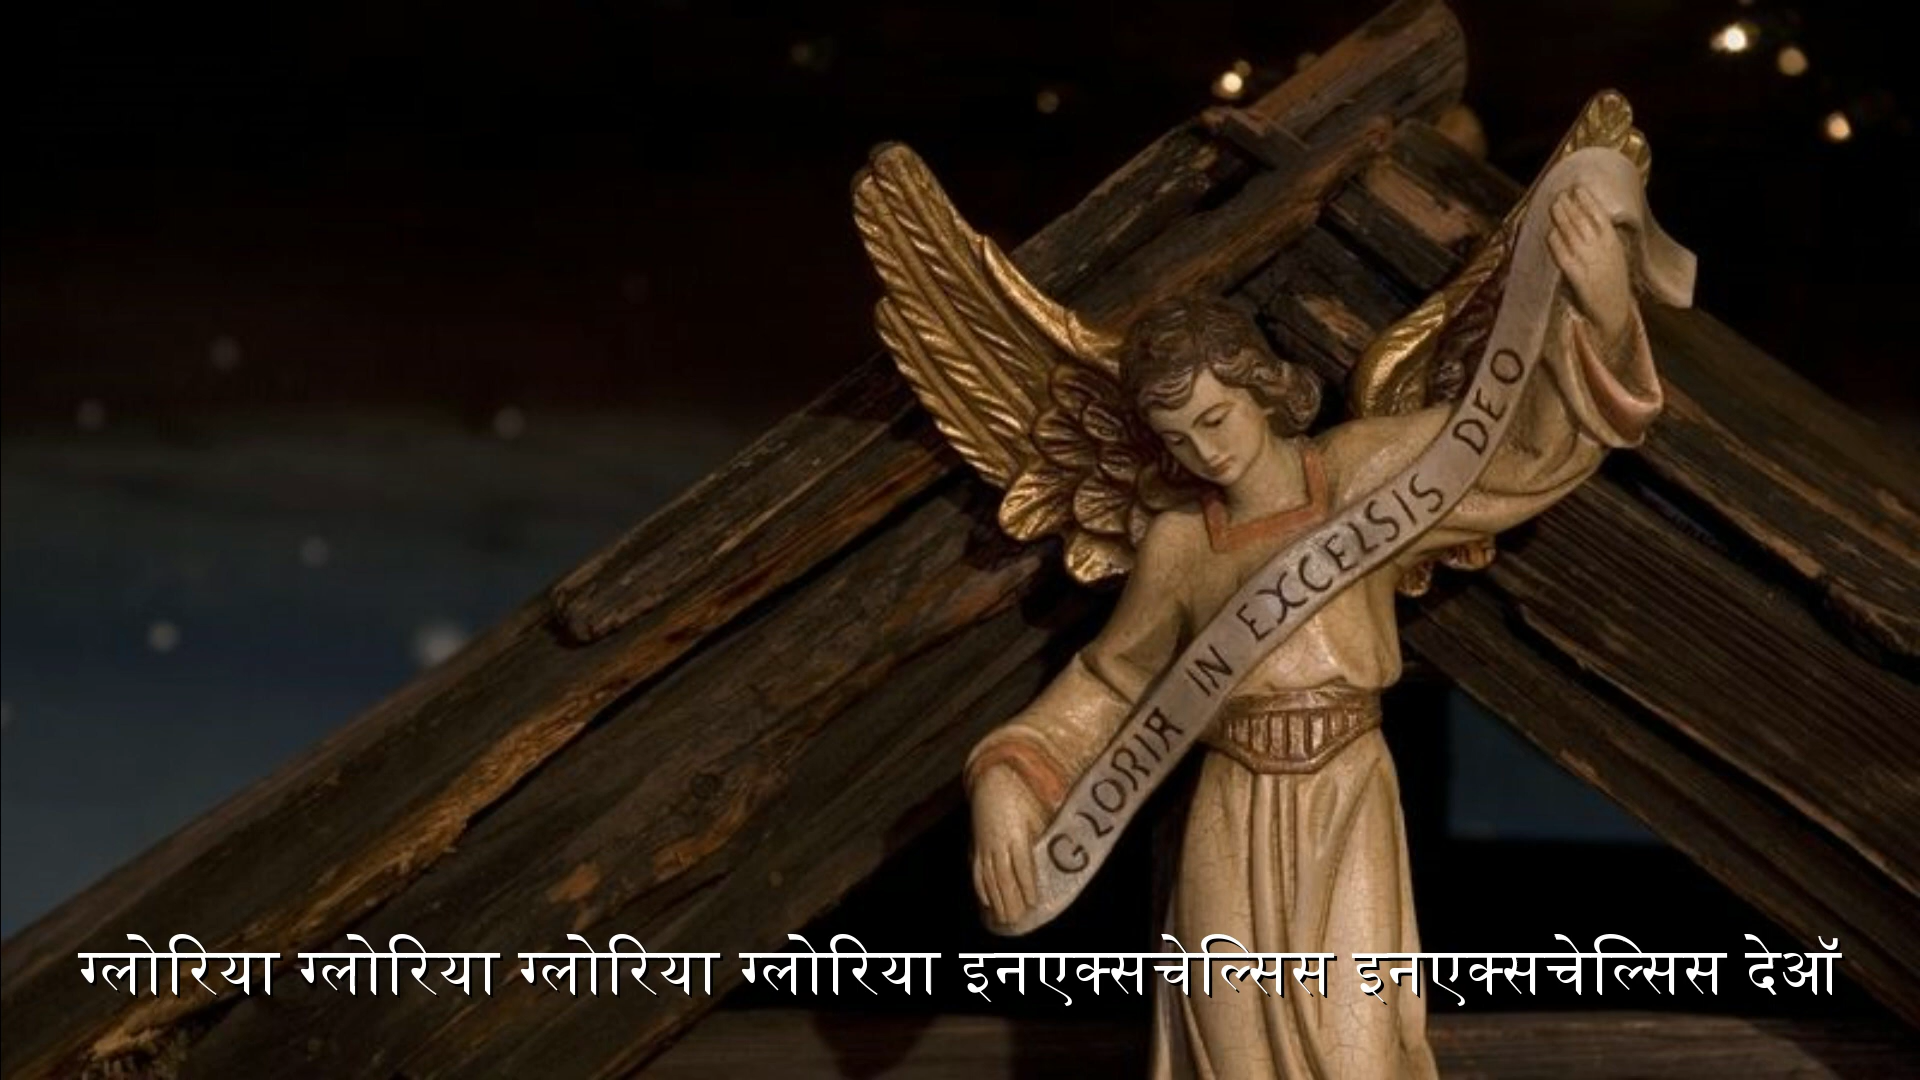 GLORIA IN EXCELSIS DEO
ग्लोरिया ग्लोरिया ग्लोरिया ग्लोरिया इनएक्सचेल्सिस इनएक्सचेल्सिस देऑ